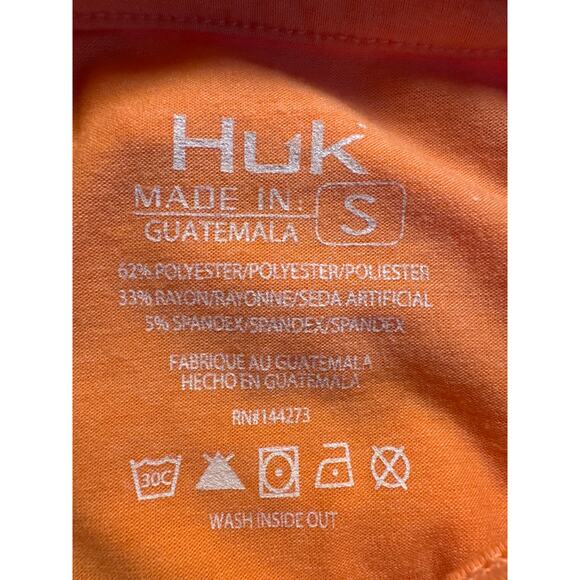 Huk
MADE IN: S
GUATEMALA
62% POLYESTER/POLYESTER/POLIESTER
33% RAYON/RAYONNE/SEDA ARTIFICIAL
5% SPANDEX/SPANDEX/SPANDEX
FABRIQUE AU GUATEMALA
HECHO EN GUATEMALA
RN#144273
30C
WASH INSIDE OUT